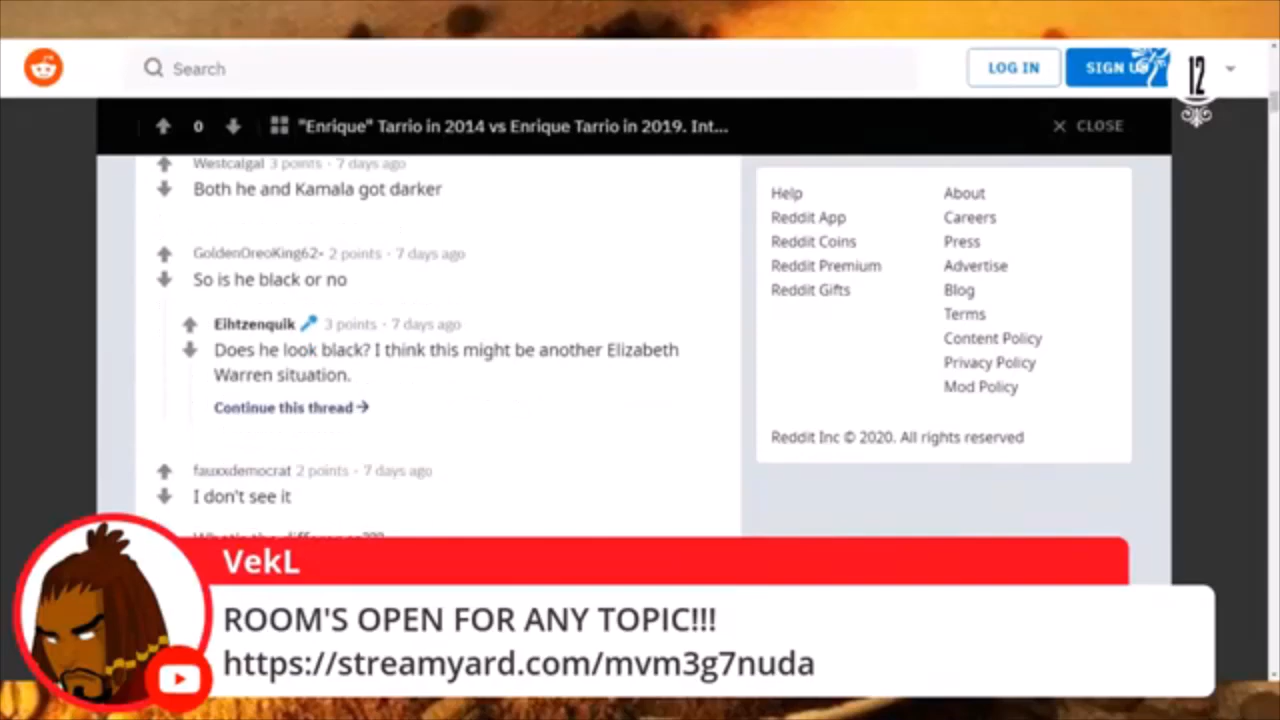 Search
LOG IN
SIGN U
12
0
"Enrique" Tarrio in 2014 vs Enrique Tarrio in 2019. Int...
CLOSE
Westcalgal 3 points · 7 days ago
Both he and Kamala got darker
GoldenOreoKing62· 2 points · 7 days ago
So is he black or no
Eihtzenquik 3 points · 7 days ago
Does he look black? I think this might be another Elizabeth
Warren situation.
Continue this thread →
fauxxdemocrat 2 points · 7 days ago
I don't see it
What's the difference???
Help
Reddit App
Reddit Coins
Reddit Premium
Reddit Gifts
About
Careers
Press
Advertise
Blog
Terms
Content Policy
Privacy Policy
Mod Policy
Reddit Inc © 2020. All rights reserved
VekL
ROOM'S OPEN FOR ANY TOPIC!!!
https://streamyard.com/mvm3g7nuda